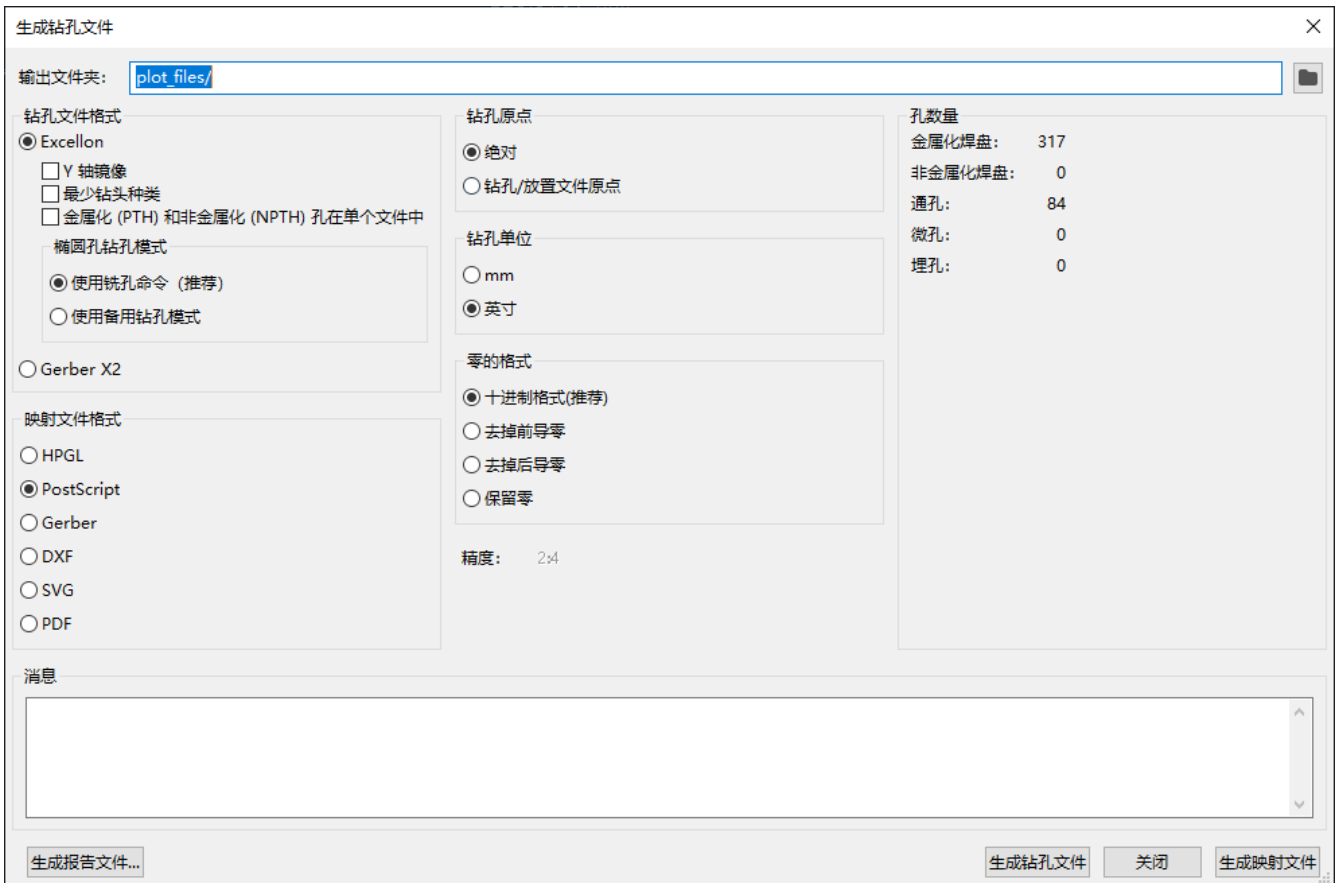 生成钻孔文件
输出文件夹： plot_files/
钻孔文件格式
Excellon
Y 轴镜像
最少钻头种类
金属化 (PTH) 和非金属化 (NPTH) 孔在单个文件中
椭圆孔钻孔模式
使用铣孔命令（推荐）
使用备用钻孔模式
Gerber X2
映射文件格式
HPGL
PostScript
Gerber
DXF
SVG
PDF
钻孔原点
绝对
钻孔/放置文件原点
钻孔单位
mm
英寸
零的格式
十进制格式(推荐)
去掉前导零
去掉后导零
保留零
精度： 2:4
孔数量
金属化焊盘： 317
非金属化焊盘： 0
通孔： 84
微孔： 0
埋孔： 0
消息
生成报告文件... 生成钻孔文件 关闭 生成映射文件